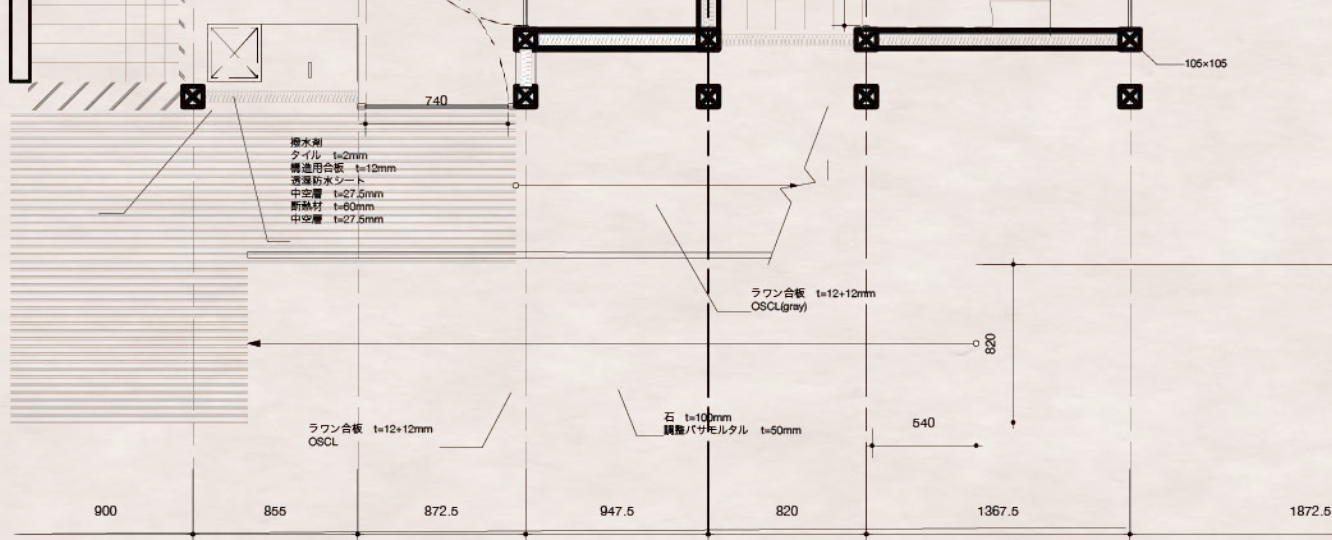 105×105
740
撥水剤
タイル　t=2mm
構造用合板　t=12mm
透湿防水シート
中空層　t=27.5mm
断熱材　t=60mm
中空層　t=27.5mm
ラワン合板　t=12+12mm
OSCL(gray)
820
540
石　t=100mm
調整バサモルタル　t=50mm
ラワン合板　t=12+12mm
OSCL
900
855
872.5
947.5
820
1367.5
1872.5